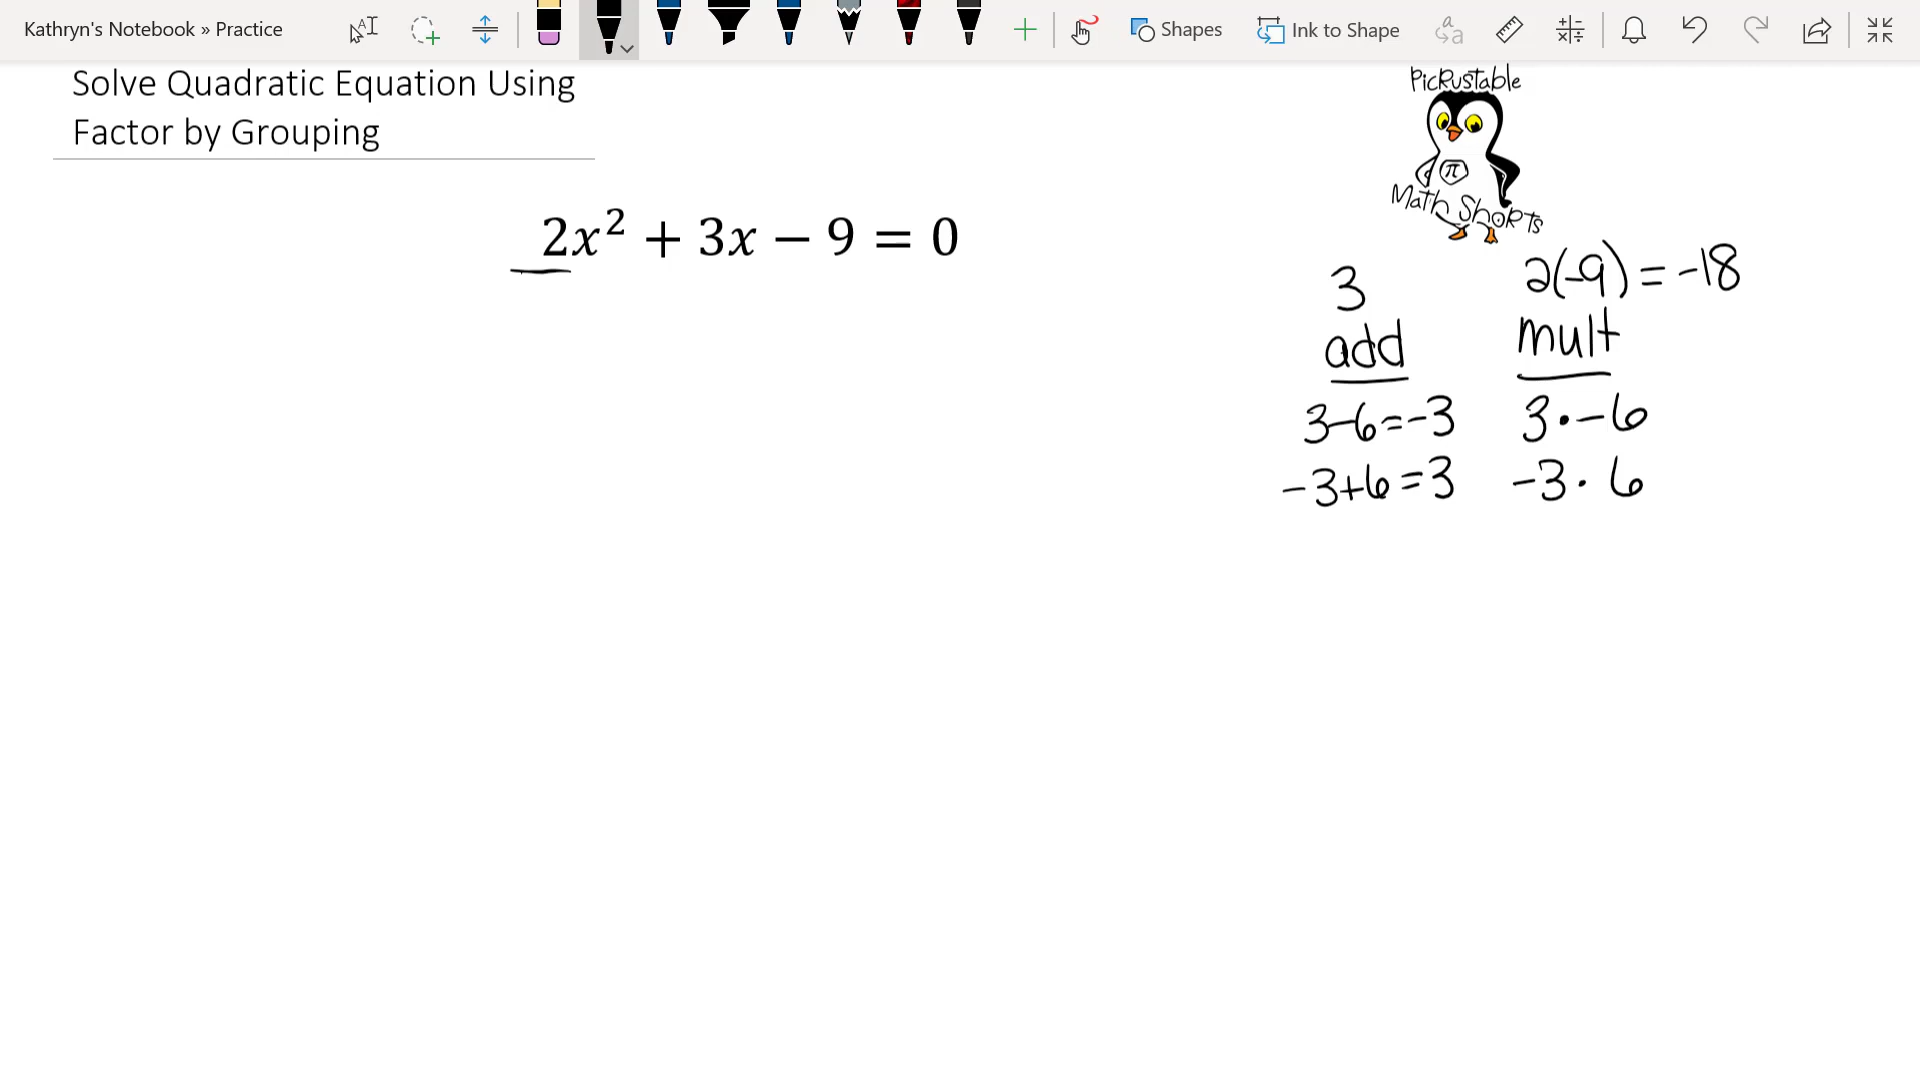 Kathryn's Notebook » Practice
Shapes
Ink to Shape
Solve Quadratic Equation Using
Factor by Grouping
PicRustable
π
Math Shorts
2x² + 3x − 9 = 0
2(-9) = -18
3
add
mult
3-6=-3
3·-6
-3+6=3
-3·6